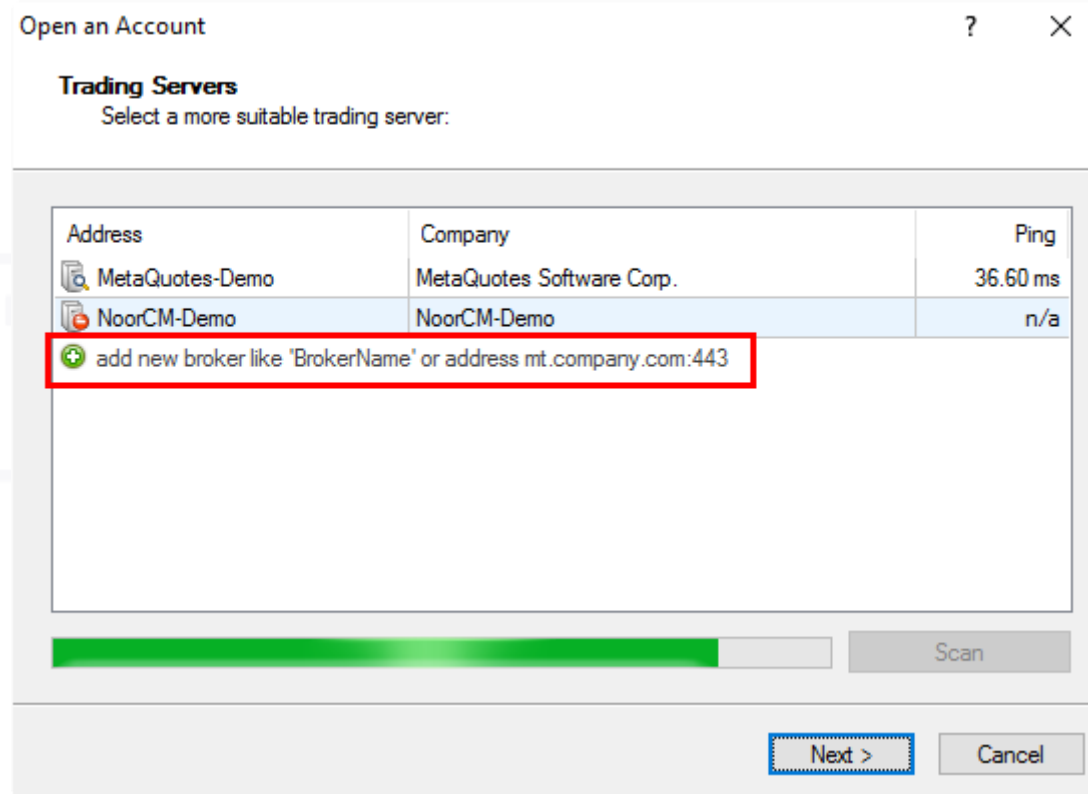 Open an Account
?
Trading Servers
Select a more suitable trading server:
Address Company Ping
MetaQuotes-Demo MetaQuotes Software Corp. 36.60 ms
NoorCM-Demo NoorCM-Demo n/a
add new broker like 'BrokerName' or address mt.company.com:443
Scan
Next > Cancel